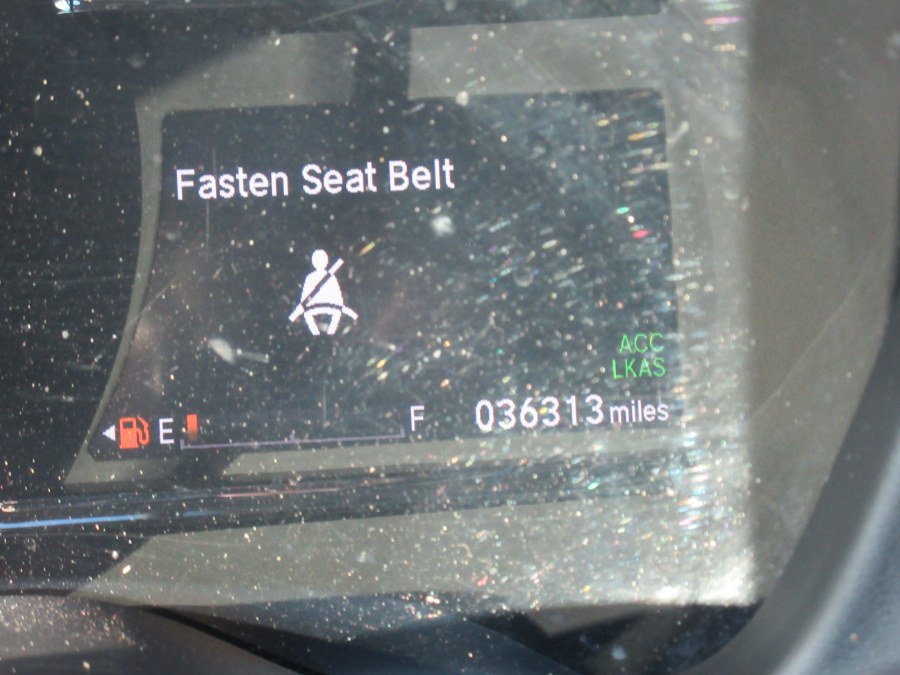 Fasten Seat Belt
ACC
LKAS
E F 036313 miles